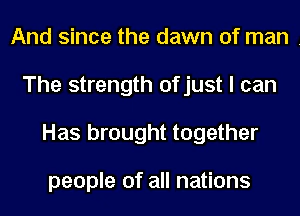 And since the dawn of man
The strength of just I can
Has brought together
people of all nations